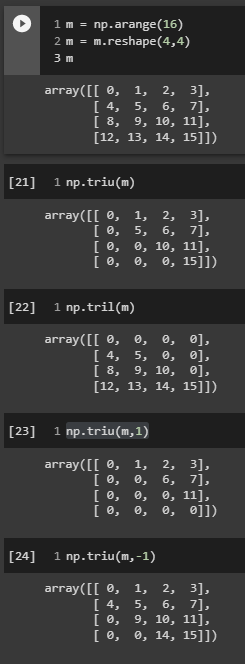 1 m = np.arange(16)
2 m = m.reshape(4,4)
3 m
array([[ 0,  1,  2,  3],
       [ 4,  5,  6,  7],
       [ 8,  9, 10, 11],
       [12, 13, 14, 15]])
[21] 1 np.triu(m)
array([[ 0,  1,  2,  3],
       [ 0,  5,  6,  7],
       [ 0,  0, 10, 11],
       [ 0,  0,  0, 15]])
[22] 1 np.tril(m)
array([[ 0,  0,  0,  0],
       [ 4,  5,  0,  0],
       [ 8,  9, 10,  0],
       [12, 13, 14, 15]])
[23] 1 np.triu(m,1)
array([[ 0,  1,  2,  3],
       [ 0,  0,  6,  7],
       [ 0,  0,  0, 11],
       [ 0,  0,  0,  0]])
[24] 1 np.triu(m,-1)
array([[ 0,  1,  2,  3],
       [ 4,  5,  6,  7],
       [ 0,  9, 10, 11],
       [ 0,  0, 14, 15]])